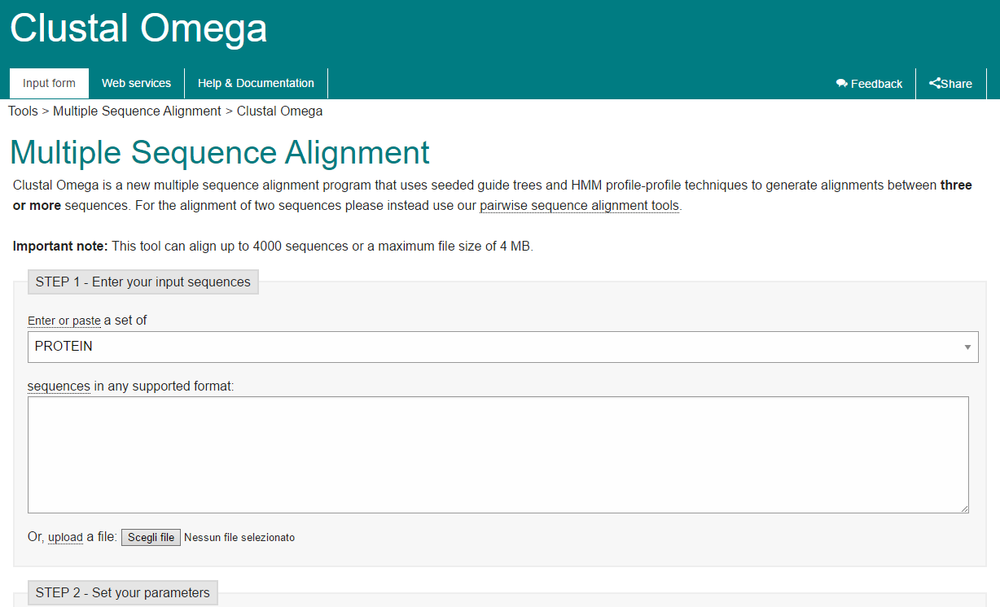 Clustal Omega
Input form
Web services
Help & Documentation
Feedback
Share
Tools > Multiple Sequence Alignment > Clustal Omega
Multiple Sequence Alignment
Clustal Omega is a new multiple sequence alignment program that uses seeded guide trees and HMM profile-profile techniques to generate alignments between three
or more sequences. For the alignment of two sequences please instead use our pairwise sequence alignment tools.
Important note: This tool can align up to 4000 sequences or a maximum file size of 4 MB.
STEP 1 - Enter your input sequences
Enter or paste a set of
PROTEIN
sequences in any supported format:
Or, upload a file: Scegli file Nessun file selezionato
STEP 2 - Set your parameters